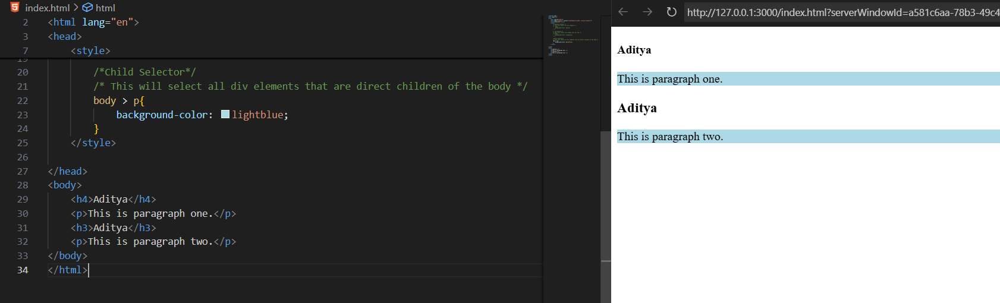 index.html > html
http://127.0.0.1:3000/index.html?serverWindowId=a581c6aa-78b3-49c4
2 <html lang="en">
3 <head>
7 <style>
19
20 /*Child Selector*/
21 /* This will select all div elements that are direct children of the body */
22 body > p{
23 background-color: lightblue;
24 }
25 </style>
26
27 </head>
28 <body>
29 <h4>Aditya</h4>
30 <p>This is paragraph one.</p>
31 <h3>Aditya</h3>
32 <p>This is paragraph two.</p>
33 </body>
34 </html>
Aditya
This is paragraph one.
Aditya
This is paragraph two.